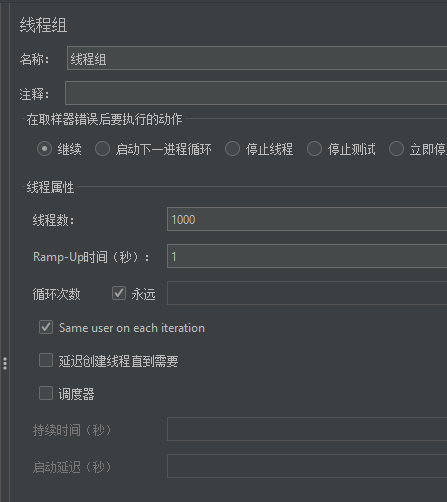 线程组
名称： 线程组
注释：
在取样器错误后要执行的动作
继续 启动下一进程循环 停止线程 停止测试 立即停
线程属性
线程数： 1000
Ramp-Up时间（秒）： 1
循环次数 永远
Same user on each iteration
延迟创建线程直到需要
调度器
持续时间（秒）
启动延迟（秒）